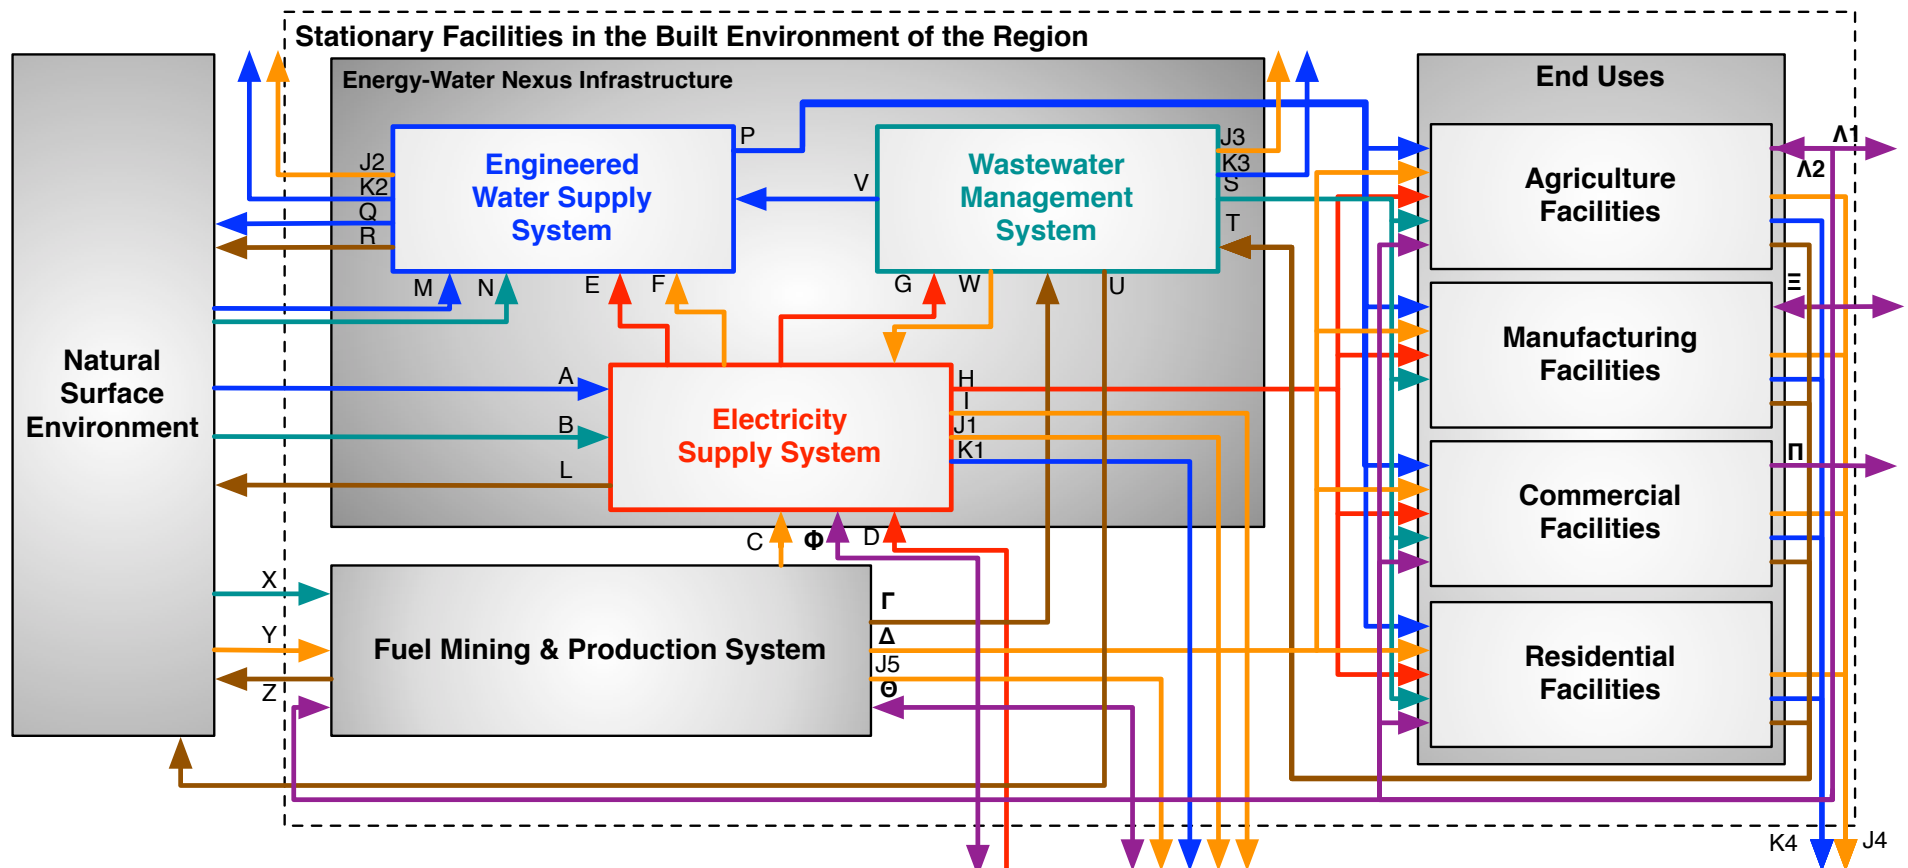 Stationary Facilities in the Built Environment of the Region
Energy-Water Nexus Infrastructure
End Uses
Natural
Surface
Environment
J2
K2
Q
R
Engineered
Water Supply
System
P
V
Wastewater
Management
System
J3
K3
S
T
M
N
E
F
G
W
U
A
B
L
Electricity
Supply System
H
I
J1
K1
C
Φ
D
X
Y
Z
Fuel Mining & Production System
Γ
Δ
J5
Θ
Agriculture
Facilities
Λ1
Λ2
Manufacturing
Facilities
Ξ
Commercial
Facilities
Π
Residential
Facilities
K4
J4